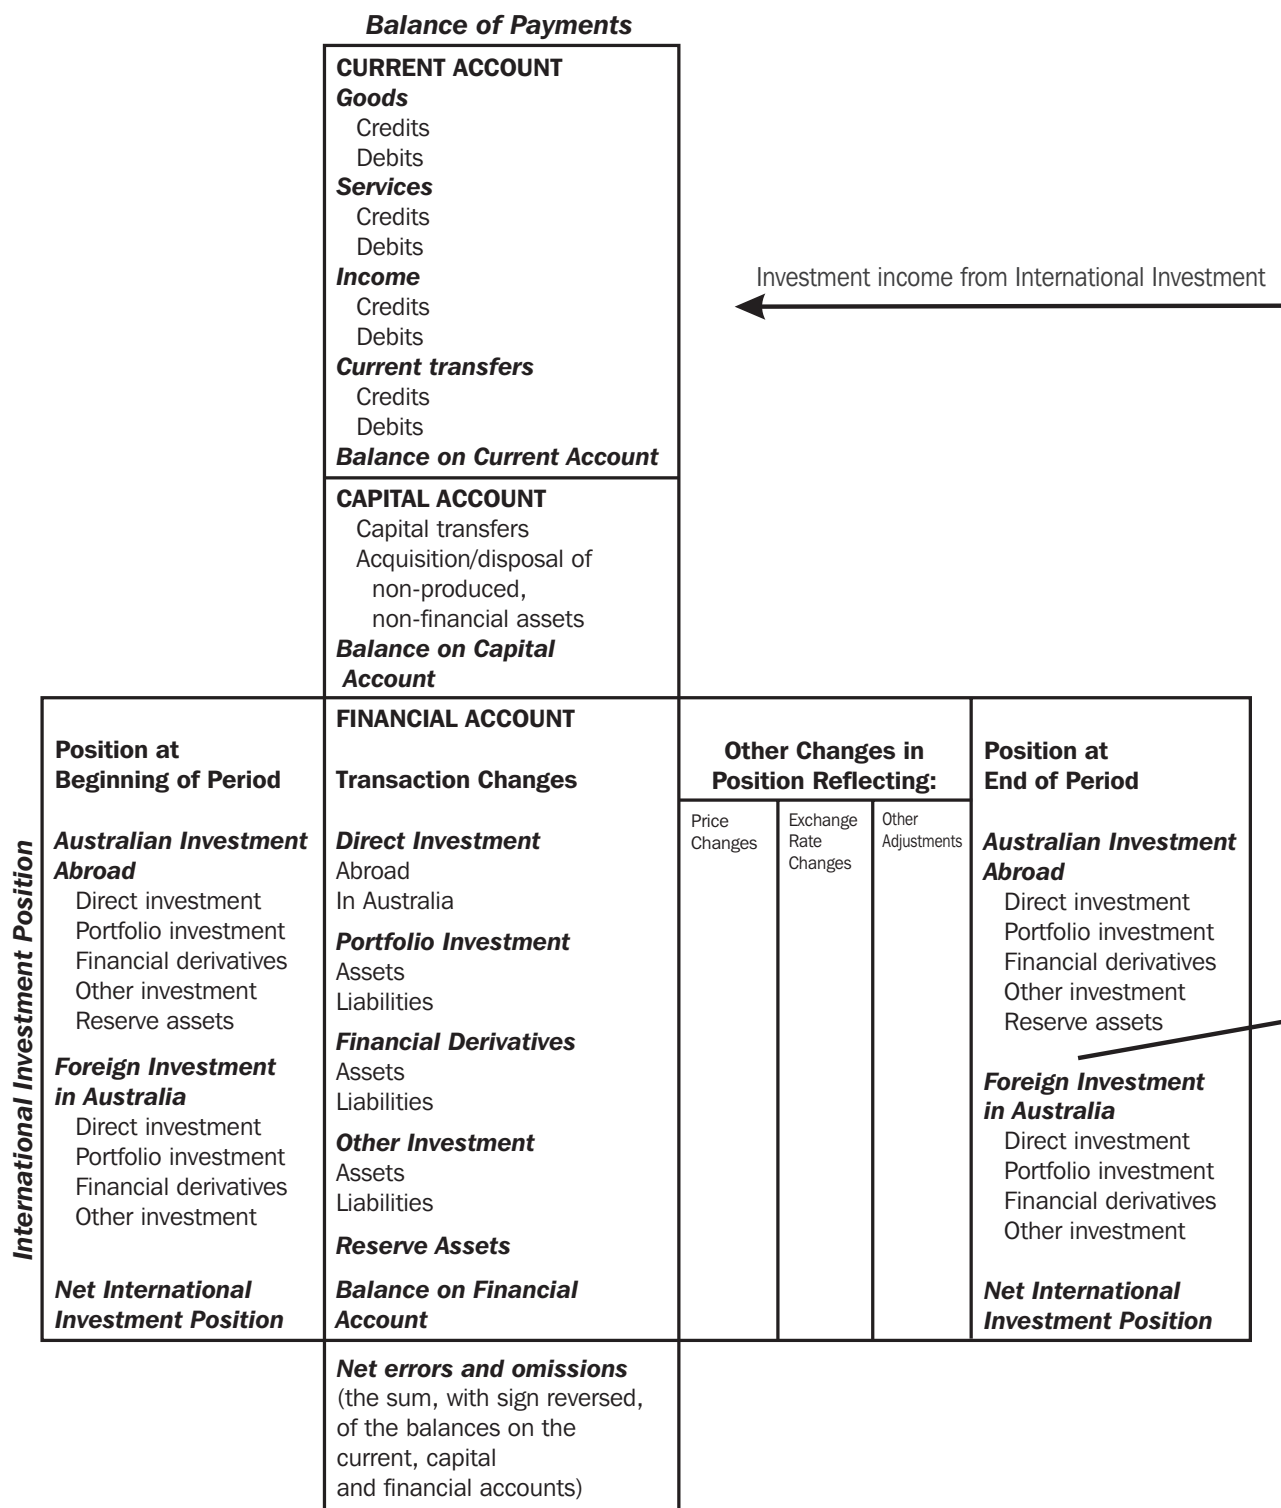 Balance of Payments
CURRENT ACCOUNT
Goods
Credits
Debits
Services
Credits
Debits
Income
Credits
Debits
Current transfers
Credits
Debits
Balance on Current Account
Investment income from International Investment
CAPITAL ACCOUNT
Capital transfers
Acquisition/disposal of
non-produced,
non-financial assets
Balance on Capital
Account
International Investment Position
Position at
Beginning of Period
Australian Investment
Abroad
Direct investment
Portfolio investment
Financial derivatives
Other investment
Reserve assets
Foreign Investment
in Australia
Direct investment
Portfolio investment
Financial derivatives
Other investment
Net International
Investment Position
FINANCIAL ACCOUNT
Transaction Changes
Direct Investment
Abroad
In Australia
Portfolio Investment
Assets
Liabilities
Financial Derivatives
Assets
Liabilities
Other Investment
Assets
Liabilities
Reserve Assets
Balance on Financial
Account
Other Changes in
Position Reflecting:
Price
Changes
Exchange
Rate
Changes
Other
Adjustments
Position at
End of Period
Australian Investment
Abroad
Direct investment
Portfolio investment
Financial derivatives
Other investment
Reserve assets
Foreign Investment
in Australia
Direct investment
Portfolio investment
Financial derivatives
Other investment
Net International
Investment Position
Net errors and omissions
(the sum, with sign reversed,
of the balances on the
current, capital
and financial accounts)